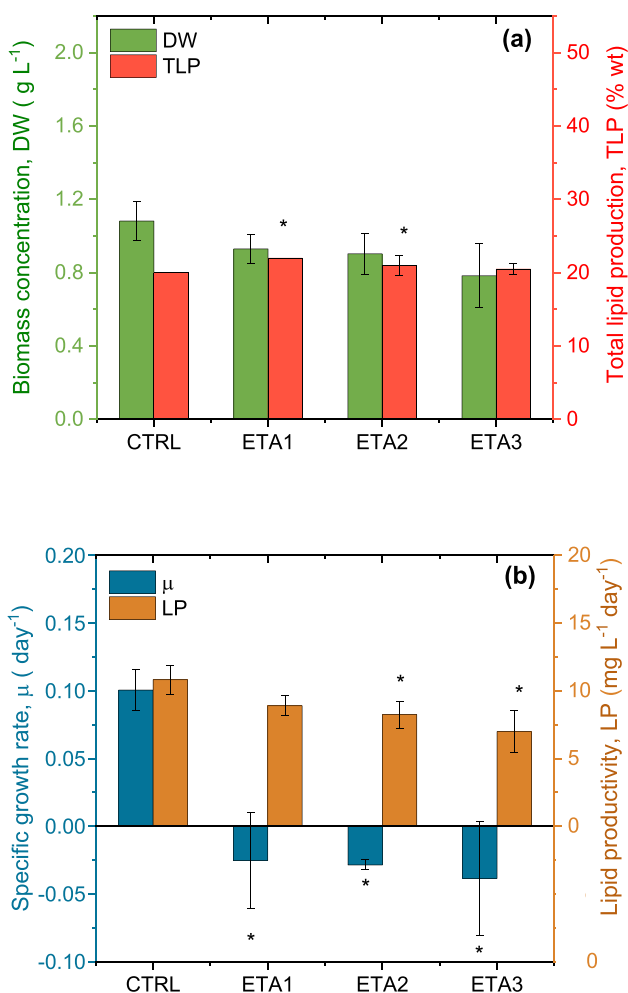 (a)
DW
TLP
Biomass concentration, DW ( g L-1)
2.0
1.6
1.2
0.8
0.4
0.0
Total lipid production, TLP (% wt)
50
40
30
20
10
0
*
*
CTRL ETA1 ETA2 ETA3
(b)
μ
LP
Specific growth rate, μ ( day-1)
0.20
0.15
0.10
0.05
0.00
-0.05
-0.10
Lipid productivity, LP (mg L-1 day-1)
20
15
10
5
0
0
*
*
*
*
*
CTRL ETA1 ETA2 ETA3